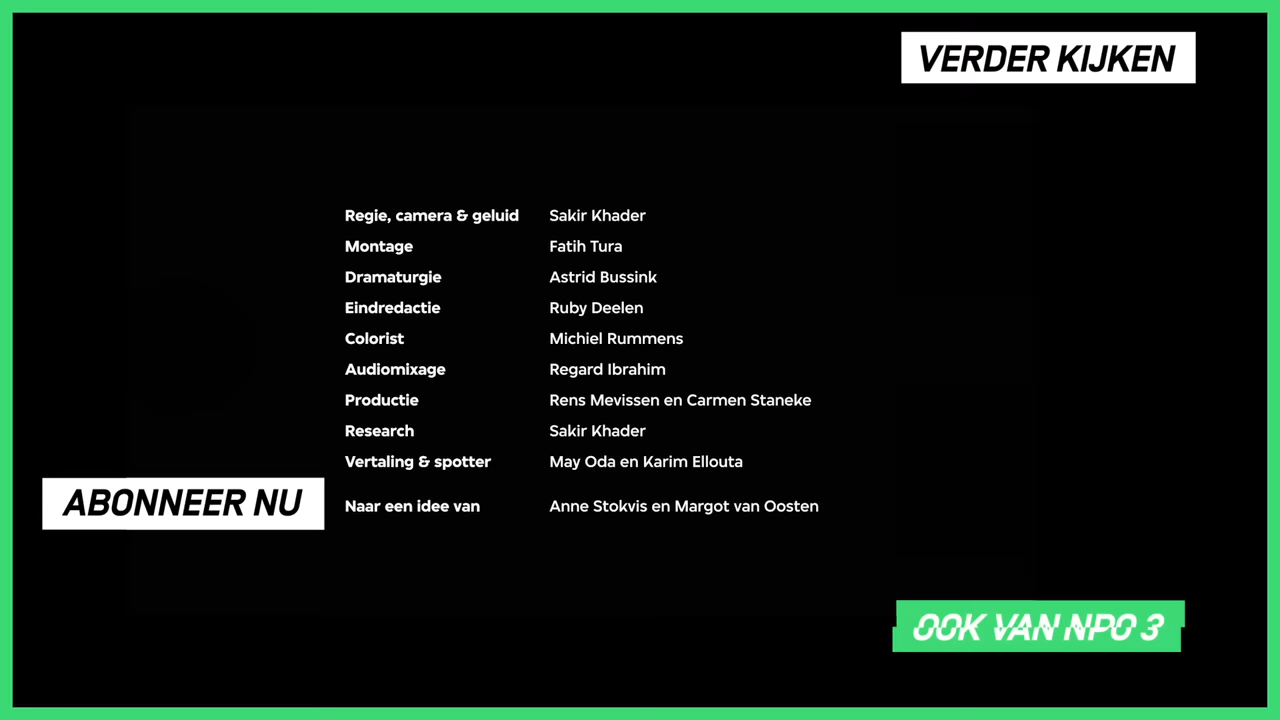 VERDER KIJKEN
Regie, camera & geluid Sakir Khader
Montage Fatih Tura
Dramaturgie Astrid Bussink
Eindredactie Ruby Deelen
Colorist Michiel Rummens
Audiomixage Regard Ibrahim
Productie Rens Mevissen en Carmen Staneke
Research Sakir Khader
Vertaling & spotter May Oda en Karim Ellouta
ABONNEER NU
Naar een idee van Anne Stokvis en Margot van Oosten
OOK VAN NPO 3